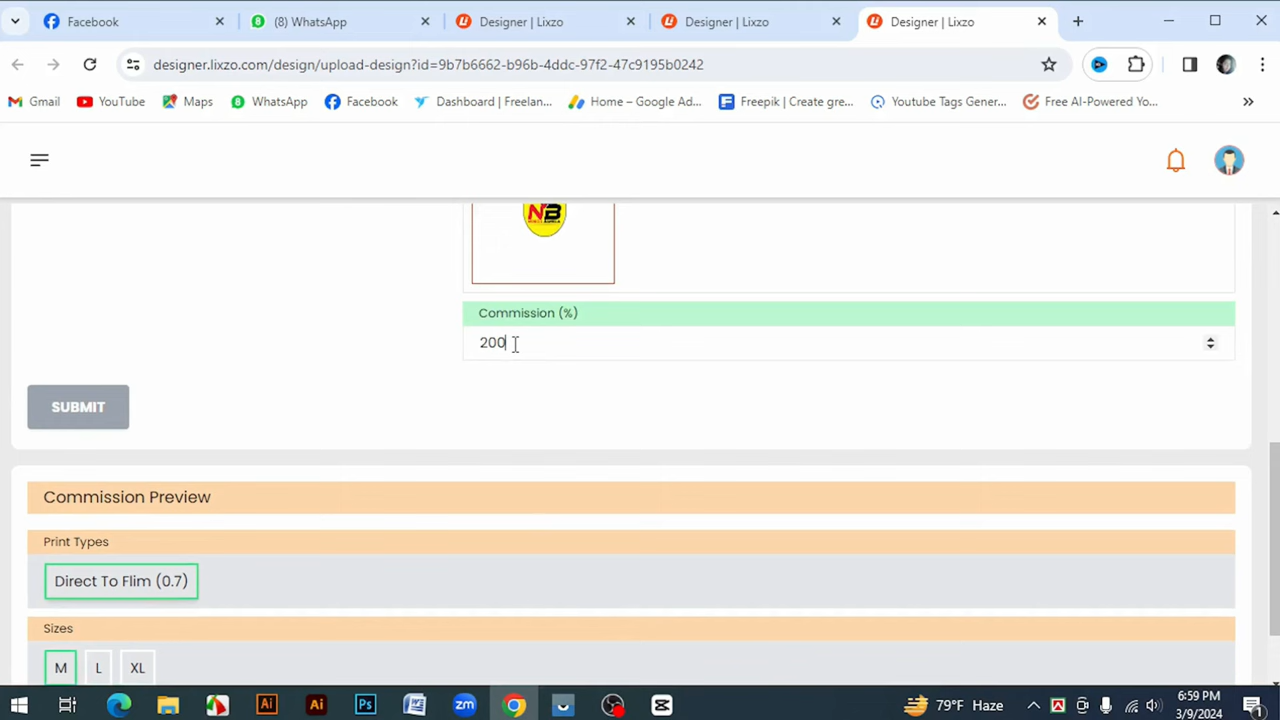 Facebook
(8) WhatsApp
Designer | Lixzo
Designer | Lixzo
Designer | Lixzo
designer.lixzo.com/design/upload-design?id=9b7b6662-b96b-4ddc-97f2-47c9195b0242
Gmail
YouTube
Maps
WhatsApp
Facebook
Dashboard | Freelan...
Home – Google Ad...
Freepik | Create gre...
Youtube Tags Gener...
Free AI-Powered Yo...
NB
Commission (%)
200
SUBMIT
Commission Preview
Print Types
Direct To Flim (0.7)
Sizes
M
L
XL
79°F Haze
6:59 PM
3/9/2024